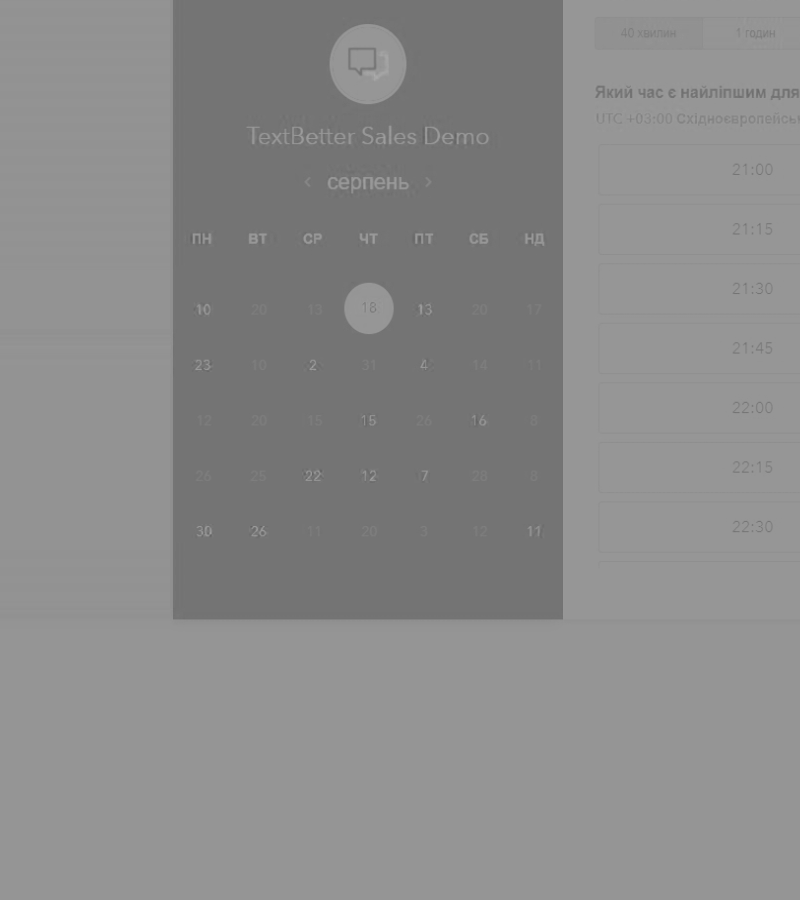 TextBetter Sales Demo
‹ серпень ›
ПН ВТ СР ЧТ ПТ СБ НД
10 20 13 18 13 20 17
23 10 2 31 4 14 11
12 20 15 15 26 16 8
26 25 22 12 7 28 8
30 26 11 20 3 12 11
40 хвилин 1 годин
Який час є найліпшим для
UTC +03:00 Східноєвропейськ
21:00
21:15
21:30
21:45
22:00
22:15
22:30